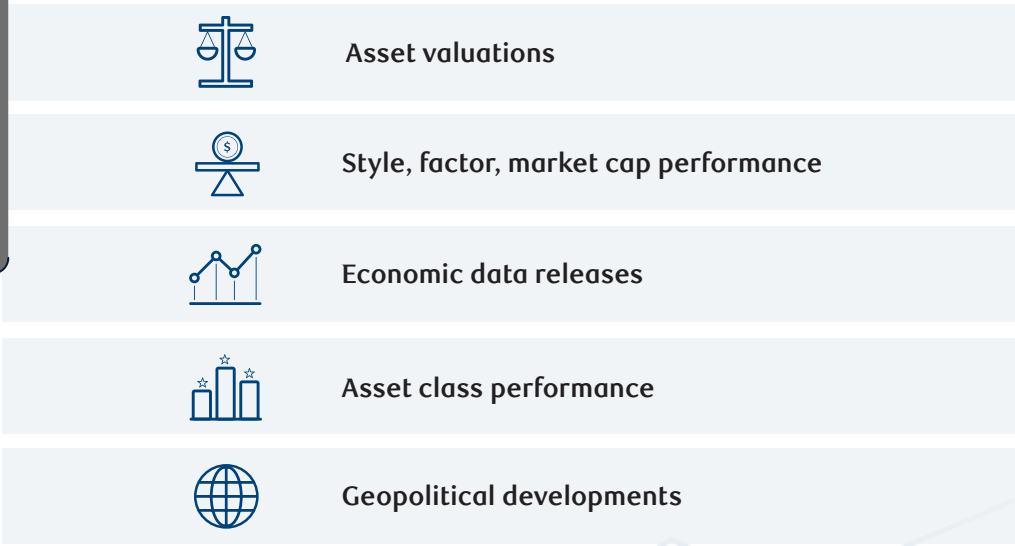 Asset valuations
$
Style, factor, market cap performance
Economic data releases
Asset class performance
Geopolitical developments